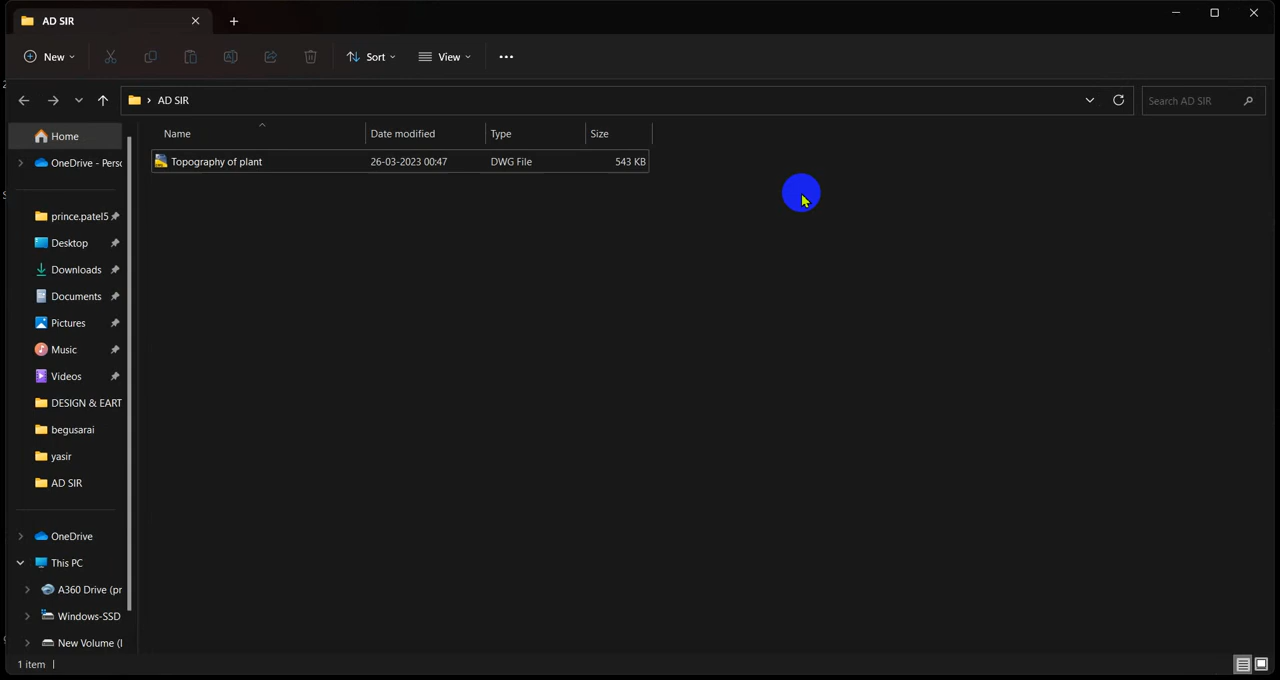 AD SIR
New
Sort
View
AD SIR
Search AD SIR
Name
Date modified
Type
Size
Topography of plant
26-03-2023 00:47
DWG File
543 KB
Home
OneDrive - Perso
prince.patel5
Desktop
Downloads
Documents
Pictures
Music
Videos
DESIGN & EART
begusarai
yasir
AD SIR
OneDrive
This PC
A360 Drive (pr
Windows-SSD
New Volume (
1 item